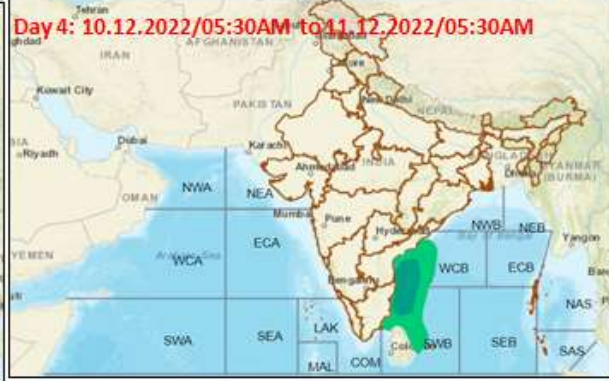 Day 4: 10.12.2022/05:30AM to 11.12.2022/05:30AM
Tehran
AFGHANISTAN
IRAN
Kuwait City
PAKISTAN
New Delhi
NEPAL
Riyadh
Dubai
Karachi
Ahmedabad
INDIA
MYANMAR
(BURMA)
OMAN
NWA
NEA
Mumbai
Pune
NWB
NEB
Yangon
YEMEN
WCA
ECA
WCB
ECB
NAS
SWA
SEA
LAK
MAL
COM
SWB
SEB
SAS